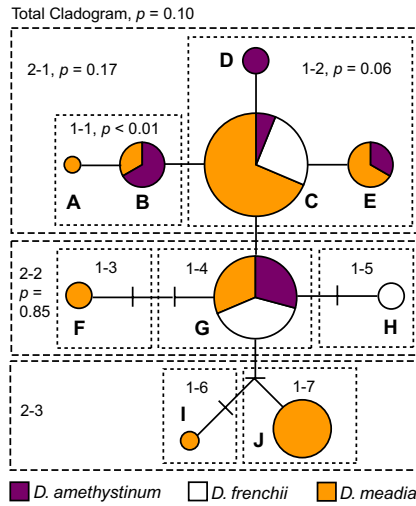 Total Cladogram, p = 0.10
2-1, p = 0.17
D
1-2, p = 0.06
1-1, p < 0.01
A
B
C
E
2-2
p =
0.85
1-3
1-4
1-5
F
G
H
2-3
1-6
1-7
I
J
D. amethystinum
D. frenchii
D. meadia